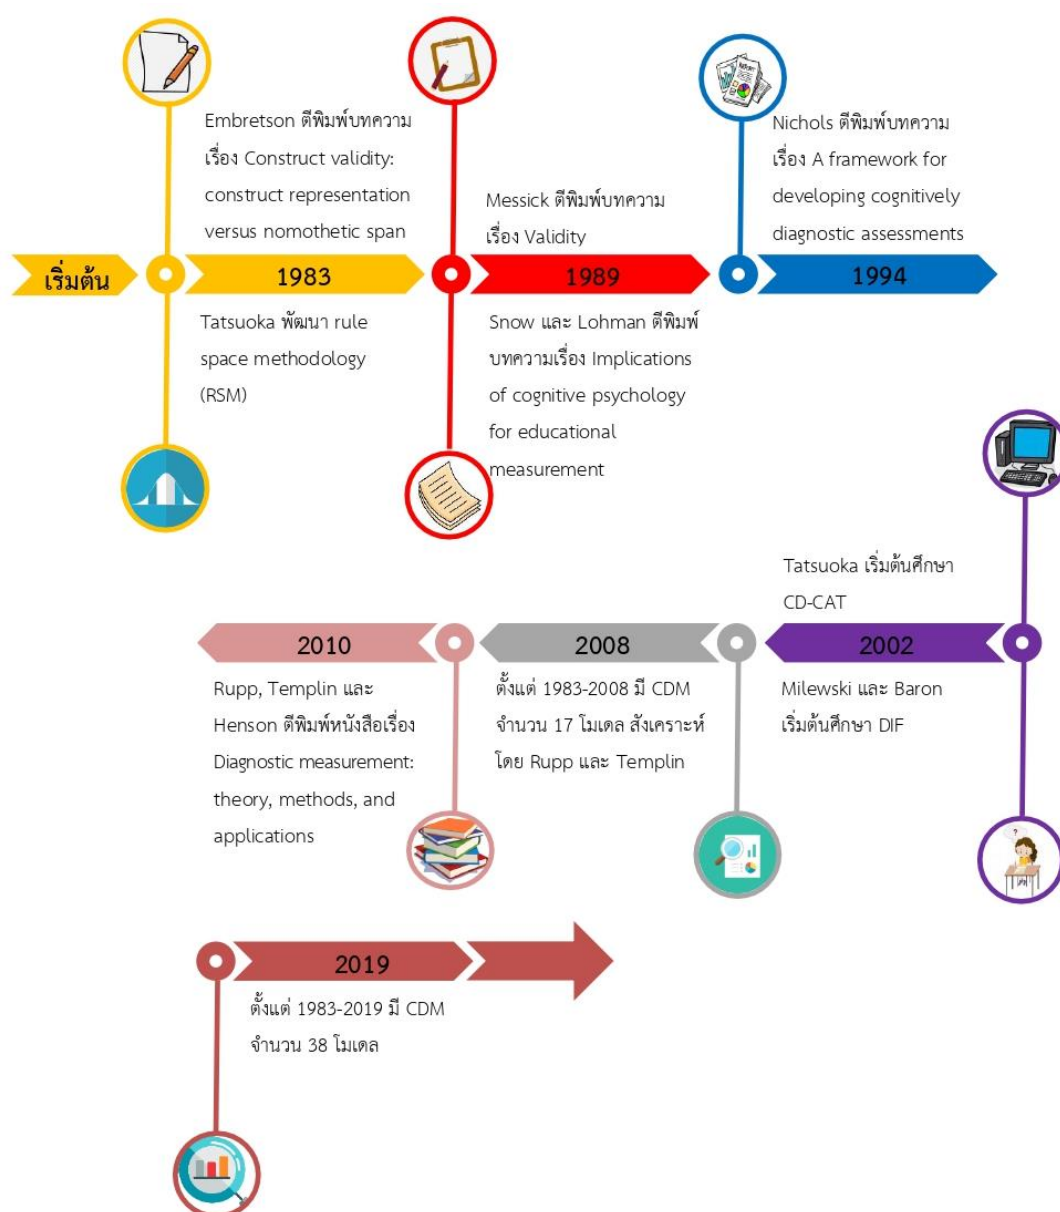 Embretson ตีพิมพ์บทความ
เรื่อง Construct validity:
construct representation
versus nomothetic span
Messick ตีพิมพ์บทความ
เรื่อง Validity
Nichols ตีพิมพ์บทความ
เรื่อง A framework for
developing cognitively
diagnostic assessments
เริ่มต้น
1983
1989
1994
Tatsuoka พัฒนา rule
space methodology
(RSM)
Snow และ Lohman ตีพิมพ์
บทความเรื่อง Implications
of cognitive psychology
for educational
measurement
Tatsuoka เริ่มต้นศึกษา
CD-CAT
2002
Milewski และ Baron
เริ่มต้นศึกษา DIF
2008
ตั้งแต่ 1983-2008 มี CDM
จำนวน 17 โมเดล สังเคราะห์
โดย Rupp และ Templin
2010
Rupp, Templin และ
Henson ตีพิมพ์หนังสือเรื่อง
Diagnostic measurement:
theory, methods, and
applications
2019
ตั้งแต่ 1983-2019 มี CDM
จำนวน 38 โมเดล